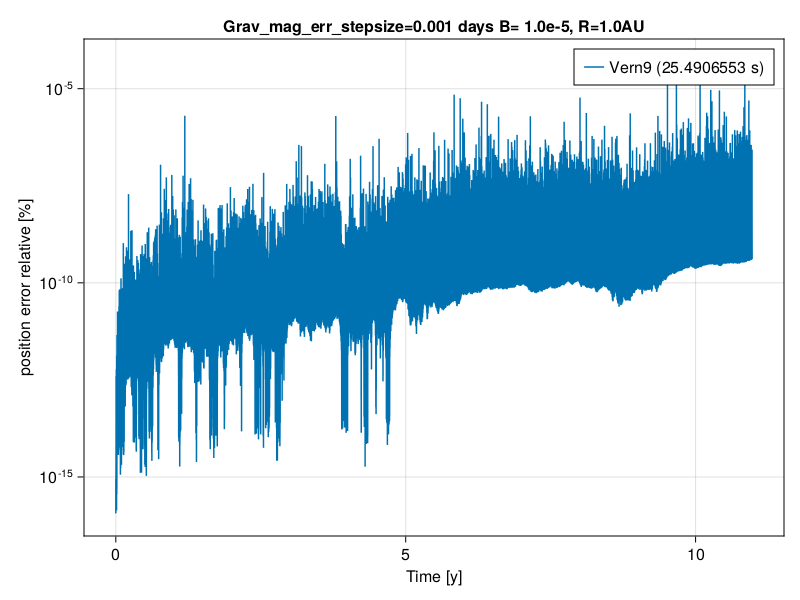 Grav_mag_err_stepsize=0.001 days B= 1.0e-5, R=1.0AU
Vern9 (25.4906553 s)
position error relative [%]
10^-5
10^-10
10^-15
0
5
10
Time [y]